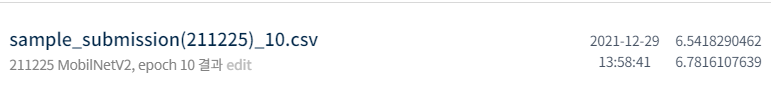 sample_submission(211225)_10.csv
211225 MobilNetV2, epoch 10 결과 edit
2021-12-29 6.5418290462
13:58:41 6.7816107639